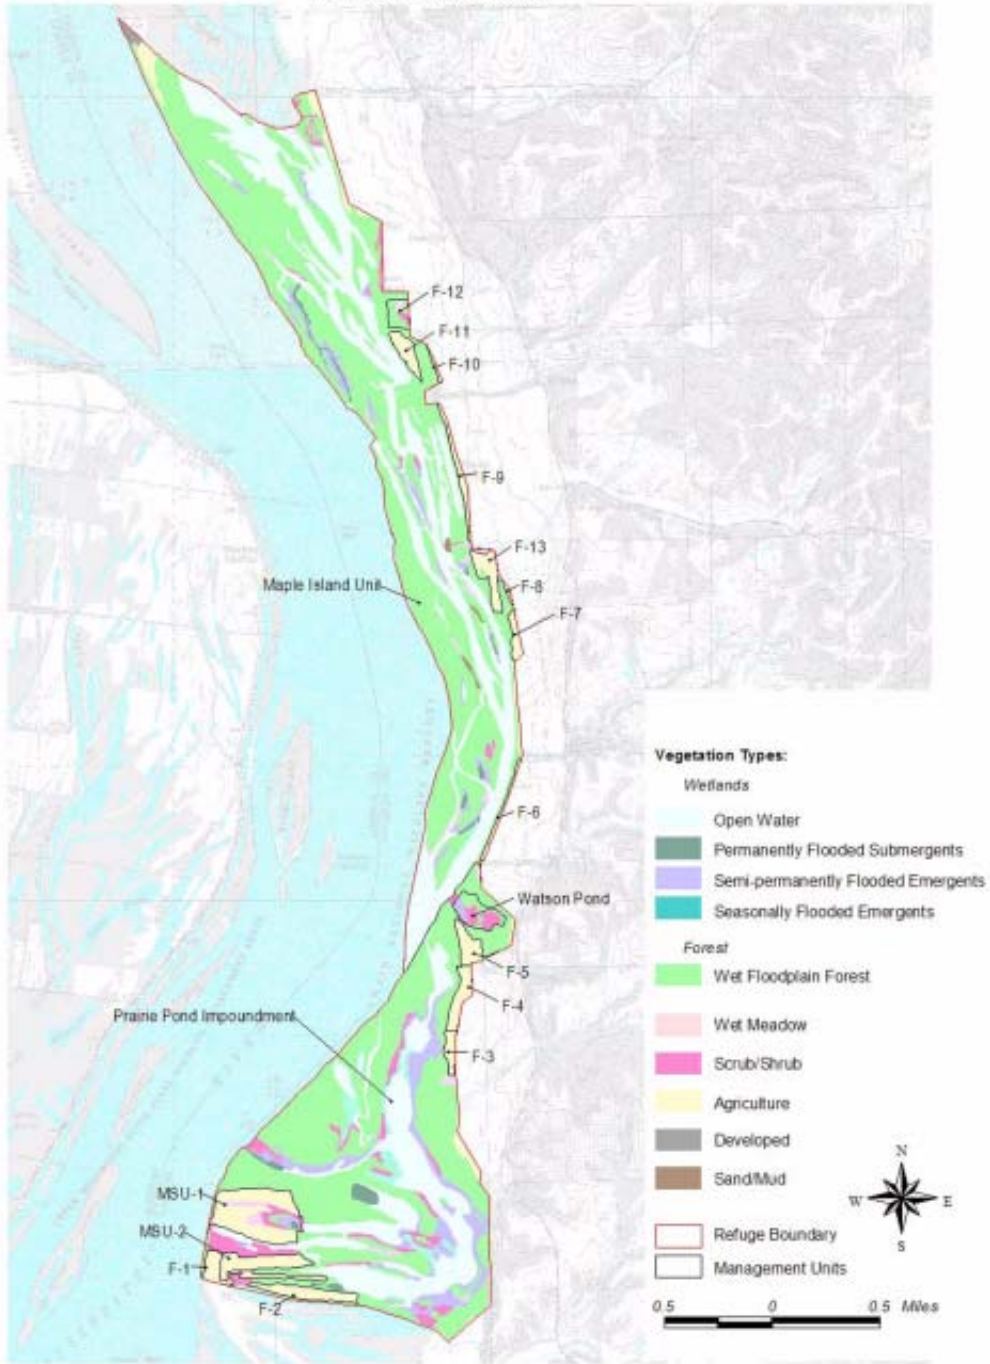 F-12
F-11
F-10
F-9
F-13
F-8
Maple Island Unit
F-7
F-6
Watson Pond
F-5
F-4
Prairie Pond Impoundment
F-3
MSU-1
MSU-2
F-1
F-2
Vegetation Types:
Wetlands
Open Water
Permanently Flooded Submergents
Semi-permanently Flooded Emergents
Seasonally Flooded Emergents
Forest
Wet Floodplain Forest
Wet Meadow
Scrub/Shrub
Agriculture
Developed
Sand/Mud
Refuge Boundary
Management Units
N
W E
S
0.5 0 0.5 Miles